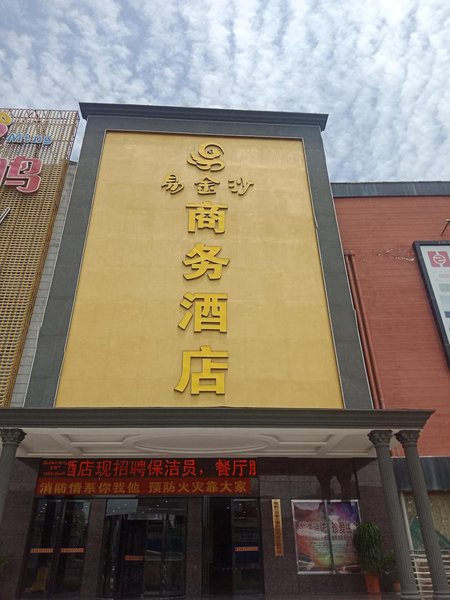 易金沙
商务酒店
酒店现招聘保洁员，餐厅服
消防情系你我他 预防火灾靠大家